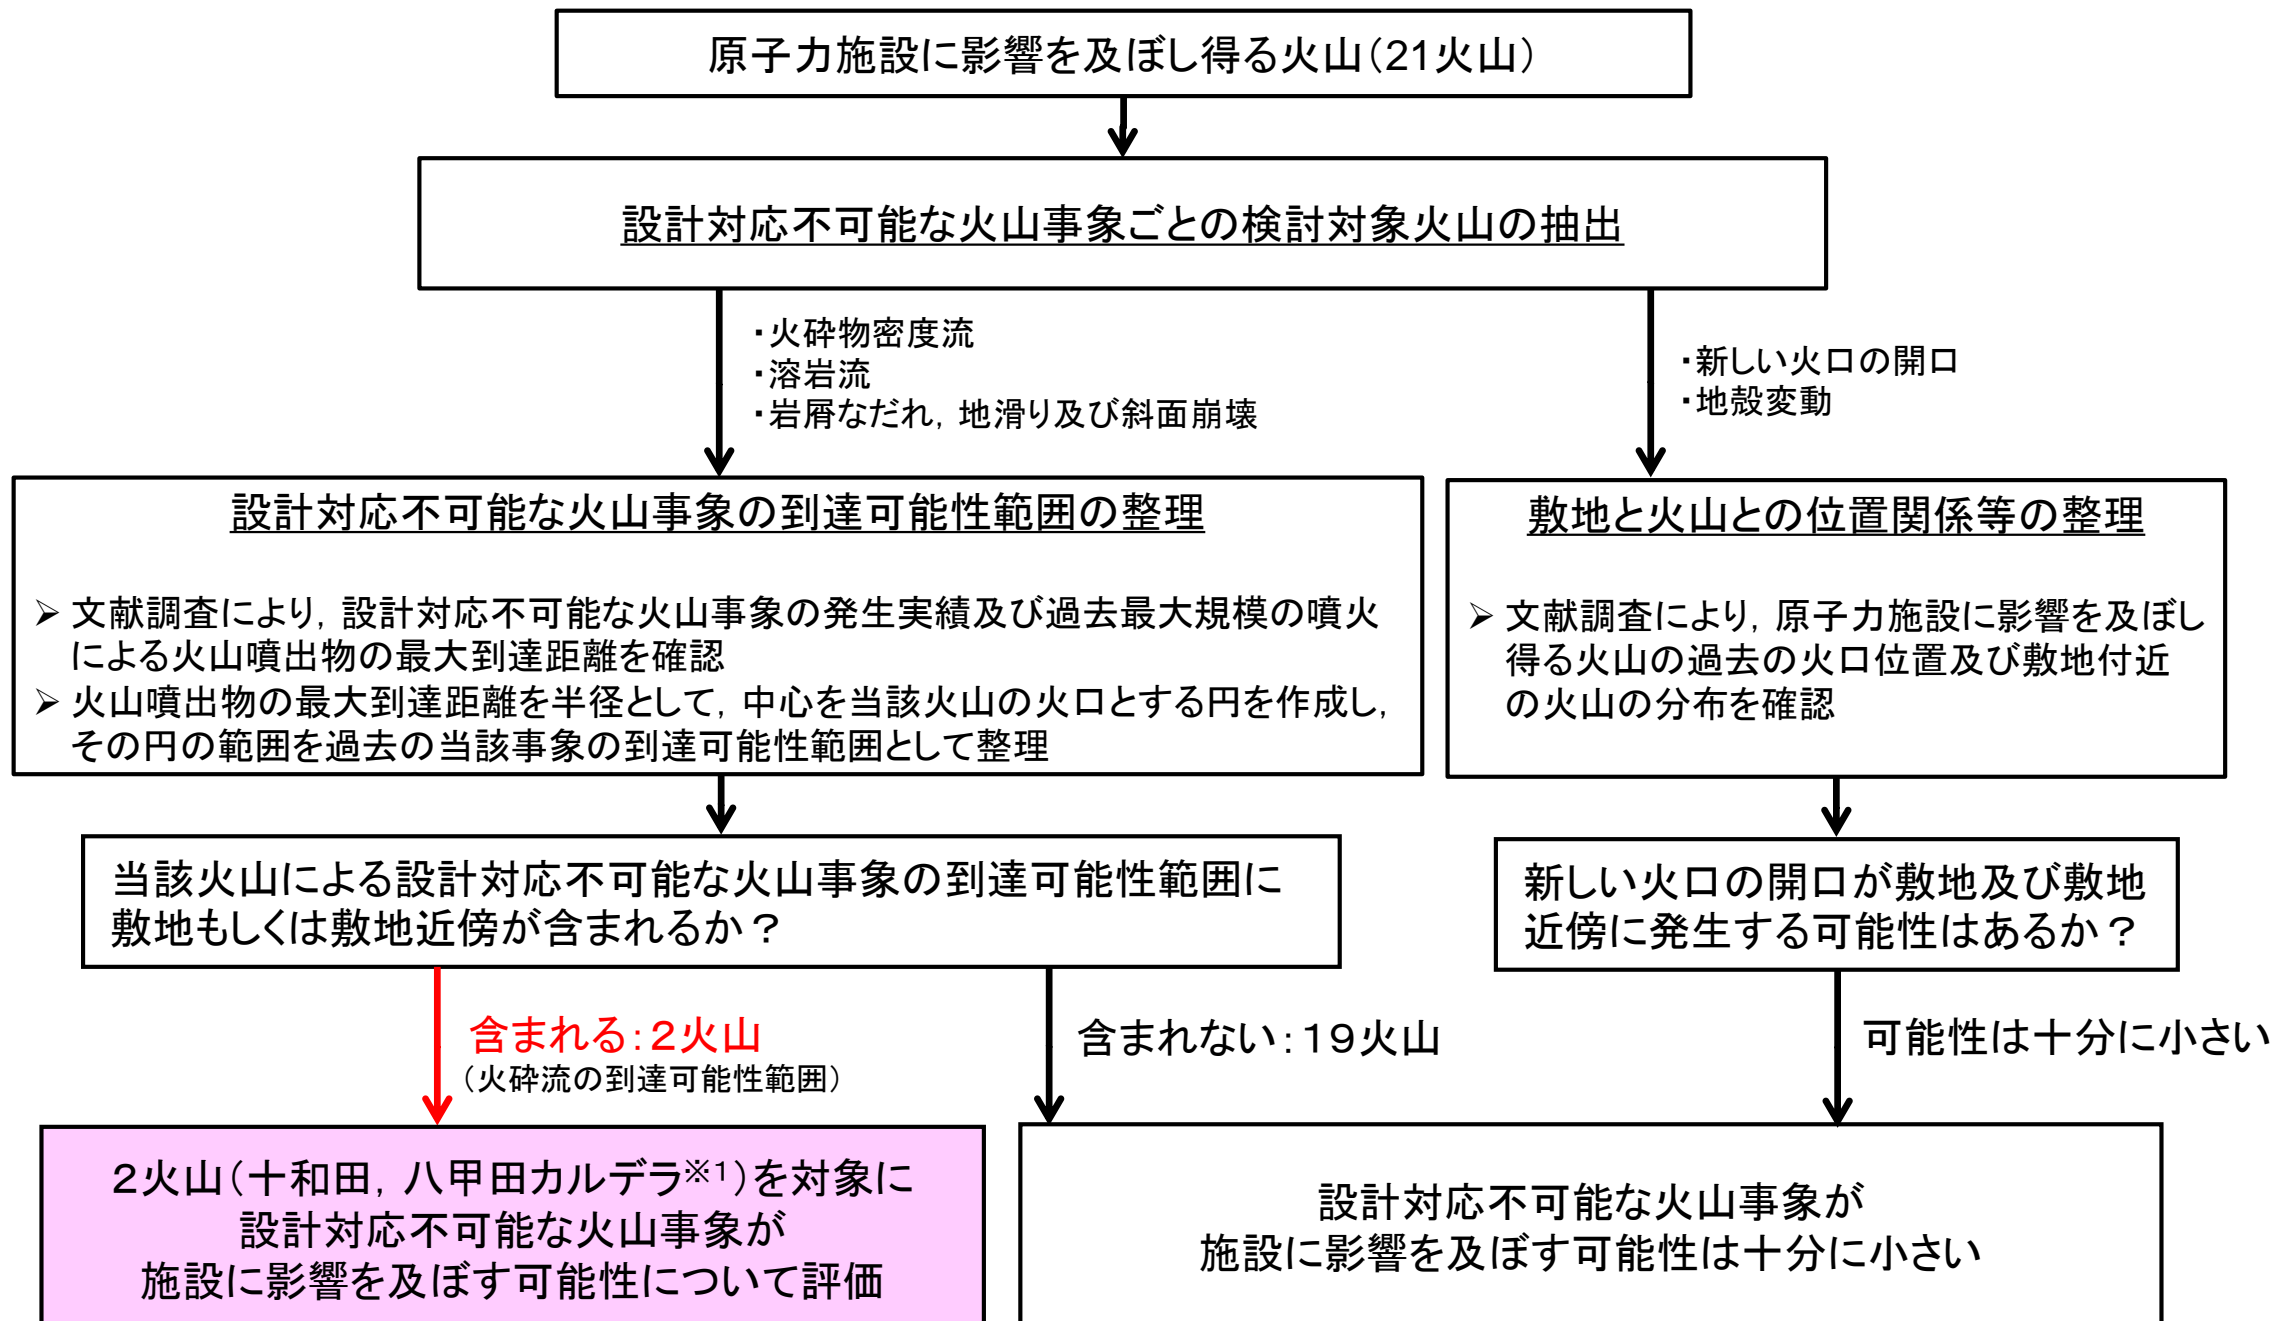 原子力施設に影響を及ぼし得る火山（21火山）
設計対応不可能な火山事象ごとの検討対象火山の抽出
・火砕物密度流
・溶岩流
・岩屑なだれ，地滑り及び斜面崩壊
・新しい火口の開口
・地殻変動
設計対応不可能な火山事象の到達可能性範囲の整理
➢ 文献調査により，設計対応不可能な火山事象の発生実績及び過去最大規模の噴火
による火山噴出物の最大到達距離を確認
➢ 火山噴出物の最大到達距離を半径として，中心を当該火山の火口とする円を作成し，
その円の範囲を過去の当該事象の到達可能性範囲として整理
敷地と火山との位置関係等の整理
➢ 文献調査により，原子力施設に影響を及ぼし
得る火山の過去の火口位置及び敷地付近
の火山の分布を確認
当該火山による設計対応不可能な火山事象の到達可能性範囲に
敷地もしくは敷地近傍が含まれるか？
新しい火口の開口が敷地及び敷地
近傍に発生する可能性はあるか？
含まれる：２火山
（火砕流の到達可能性範囲）
含まれない：１９火山
可能性は十分に小さい
２火山（十和田，八甲田カルデラ※1）を対象に
設計対応不可能な火山事象が
施設に影響を及ぼす可能性について評価
設計対応不可能な火山事象が
施設に影響を及ぼす可能性は十分に小さい